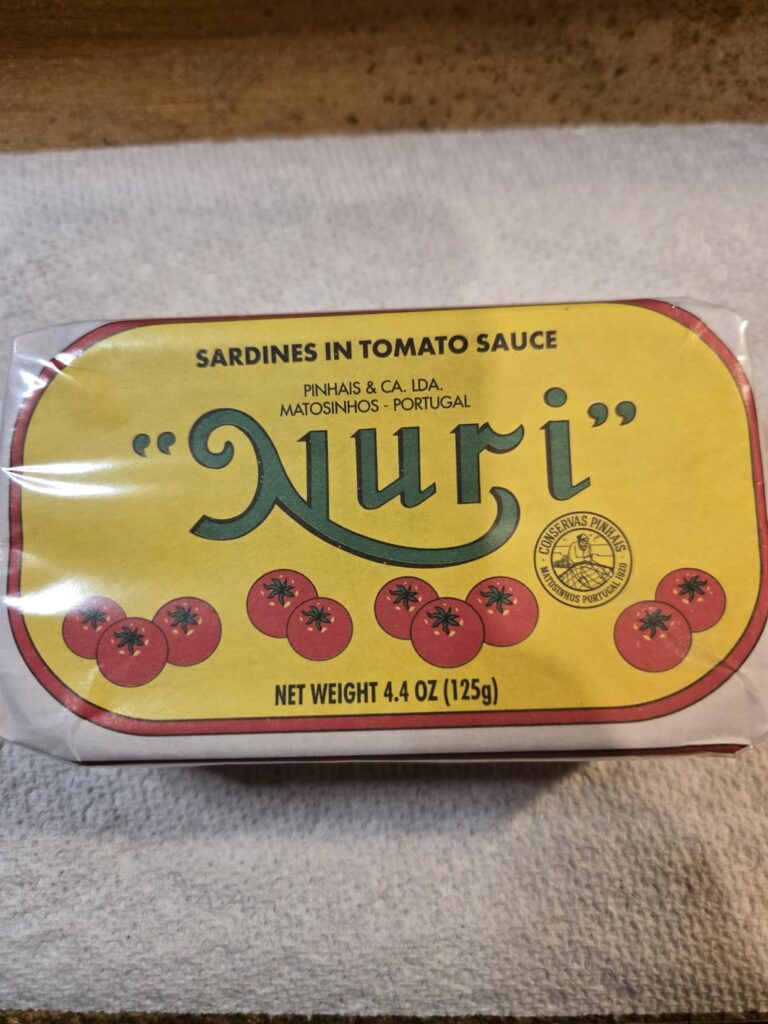 SARDINES IN TOMATO SAUCE
PINHAIS & CA. LDA.
MATOSINHOS - PORTUGAL
"Nuri"
CONSERVAS PINHAIS
MATOSINHOS PORTUGAL 1920
NET WEIGHT 4.4 OZ (125g)